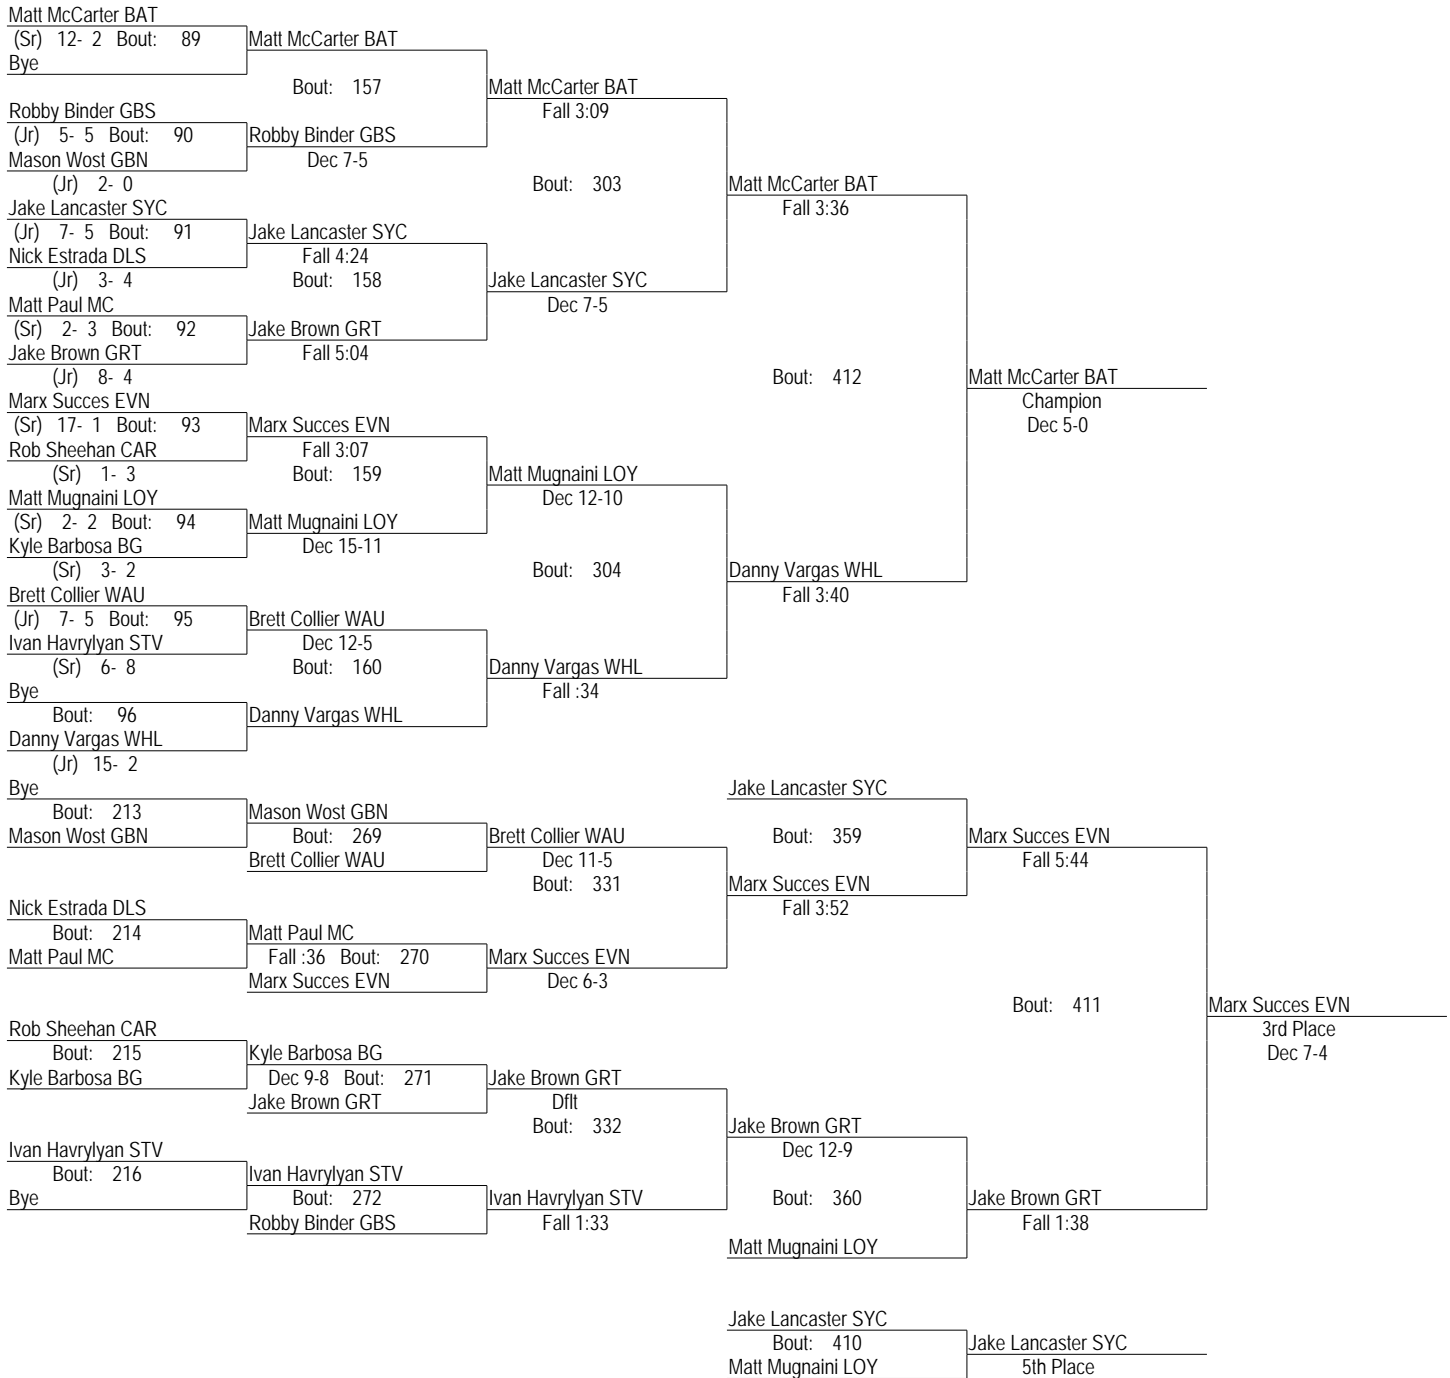 Matt McCarter BAT
(Sr) 12- 2 Bout: 89 Matt McCarter BAT
Bye
Bout: 157 Matt McCarter BAT
Robby Binder GBS Fall 3:09
(Jr) 5- 5 Bout: 90 Robby Binder GBS
Mason Wost GBN Dec 7-5
(Jr) 2- 0 Bout: 303 Matt McCarter BAT
Jake Lancaster SYC Fall 3:36
(Jr) 7- 5 Bout: 91 Jake Lancaster SYC
Nick Estrada DLS Fall 4:24
(Jr) 3- 4 Bout: 158 Jake Lancaster SYC
Matt Paul MC Dec 7-5
(Sr) 2- 3 Bout: 92 Jake Brown GRT
Jake Brown GRT Fall 5:04
(Jr) 8- 4 Bout: 412 Matt McCarter BAT
Marx Succes EVN Champion
(Sr) 17- 1 Bout: 93 Marx Succes EVN Dec 5-0
Rob Sheehan CAR Fall 3:07
(Sr) 1- 3 Bout: 159 Matt Mugnaini LOY
Matt Mugnaini LOY Dec 12-10
(Sr) 2- 2 Bout: 94 Matt Mugnaini LOY
Kyle Barbosa BG Dec 15-11
(Sr) 3- 2 Bout: 304 Danny Vargas WHL
Brett Collier WAU Fall 3:40
(Jr) 7- 5 Bout: 95 Brett Collier WAU
Ivan Havrylyan STV Dec 12-5
(Sr) 6- 8 Bout: 160 Danny Vargas WHL
Bye Fall :34
Bout: 96 Danny Vargas WHL
Danny Vargas WHL
(Jr) 15- 2
Bye Jake Lancaster SYC
Bout: 213 Mason Wost GBN
Mason Wost GBN Bout: 269 Brett Collier WAU Bout: 359 Marx Succes EVN
Brett Collier WAU Dec 11-5 Fall 5:44
Bout: 331 Marx Succes EVN
Nick Estrada DLS Fall 3:52
Bout: 214 Matt Paul MC
Matt Paul MC Fall :36 Bout: 270 Marx Succes EVN
Marx Succes EVN Dec 6-3
Bout: 411 Marx Succes EVN
Rob Sheehan CAR 3rd Place
Bout: 215 Kyle Barbosa BG Dec 7-4
Kyle Barbosa BG Dec 9-8 Bout: 271 Jake Brown GRT
Jake Brown GRT Dflt
Bout: 332 Jake Brown GRT
Ivan Havrylyan STV Dec 12-9
Bout: 216 Ivan Havrylyan STV
Bye Bout: 272 Ivan Havrylyan STV Bout: 360 Jake Brown GRT
Robby Binder GBS Fall 1:33 Fall 1:38
Matt Mugnaini LOY
Jake Lancaster SYC
Bout: 410 Jake Lancaster SYC
Matt Mugnaini LOY 5th Place